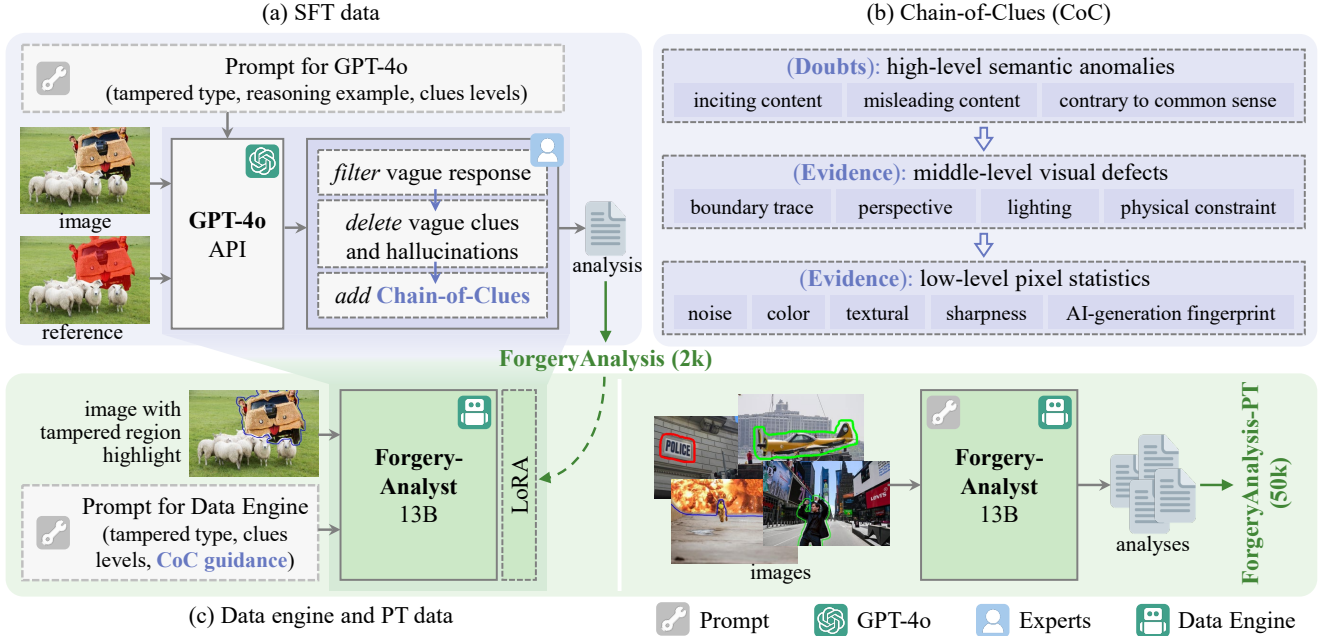 (a) SFT data
Prompt for GPT-4o
(tampered type, reasoning example, clues levels)
image
reference
GPT-4o
API
filter vague response
delete vague clues
and hallucinations
add Chain-of-Clues
analysis
ForgeryAnalysis (2k)
(b) Chain-of-Clues (CoC)
(Doubts): high-level semantic anomalies
inciting content
misleading content
contrary to common sense
(Evidence): middle-level visual defects
boundary trace
perspective
lighting
physical constraint
(Evidence): low-level pixel statistics
noise
color
textural
sharpness
AI-generation fingerprint
image with
tampered region
highlight
Prompt for Data Engine
(tampered type, clues
levels, CoC guidance)
Forgery-
Analyst
13B
LoRA
POLICE
LEVI'S
images
Forgery-
Analyst
13B
analyses
ForgeryAnalysis-PT
(50k)
(c) Data engine and PT data
Prompt
GPT-4o
Experts
Data Engine